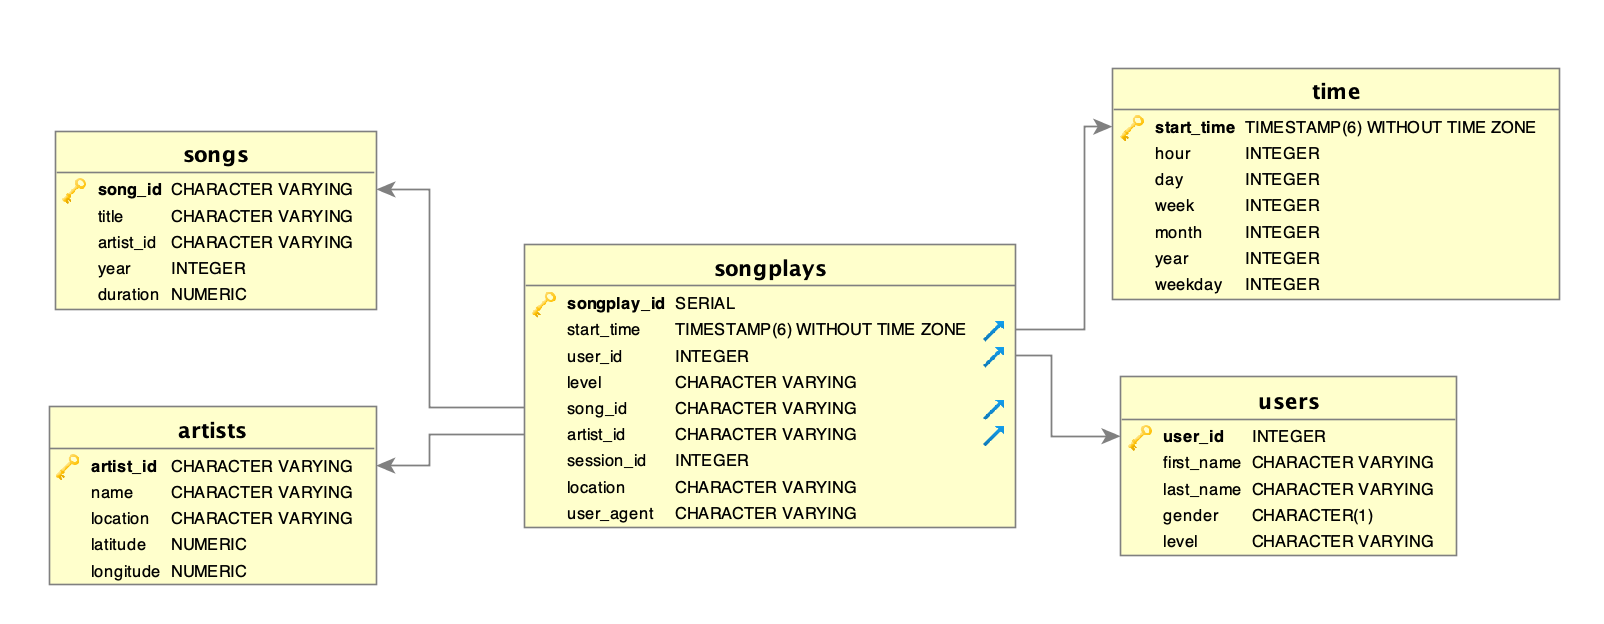 songs
song_id CHARACTER VARYING
title CHARACTER VARYING
artist_id CHARACTER VARYING
year INTEGER
duration NUMERIC
artists
artist_id CHARACTER VARYING
name CHARACTER VARYING
location CHARACTER VARYING
latitude NUMERIC
longitude NUMERIC
songplays
songplay_id SERIAL
start_time TIMESTAMP(6) WITHOUT TIME ZONE
user_id INTEGER
level CHARACTER VARYING
song_id CHARACTER VARYING
artist_id CHARACTER VARYING
session_id INTEGER
location CHARACTER VARYING
user_agent CHARACTER VARYING
time
start_time TIMESTAMP(6) WITHOUT TIME ZONE
hour INTEGER
day INTEGER
week INTEGER
month INTEGER
year INTEGER
weekday INTEGER
users
user_id INTEGER
first_name CHARACTER VARYING
last_name CHARACTER VARYING
gender CHARACTER(1)
level CHARACTER VARYING